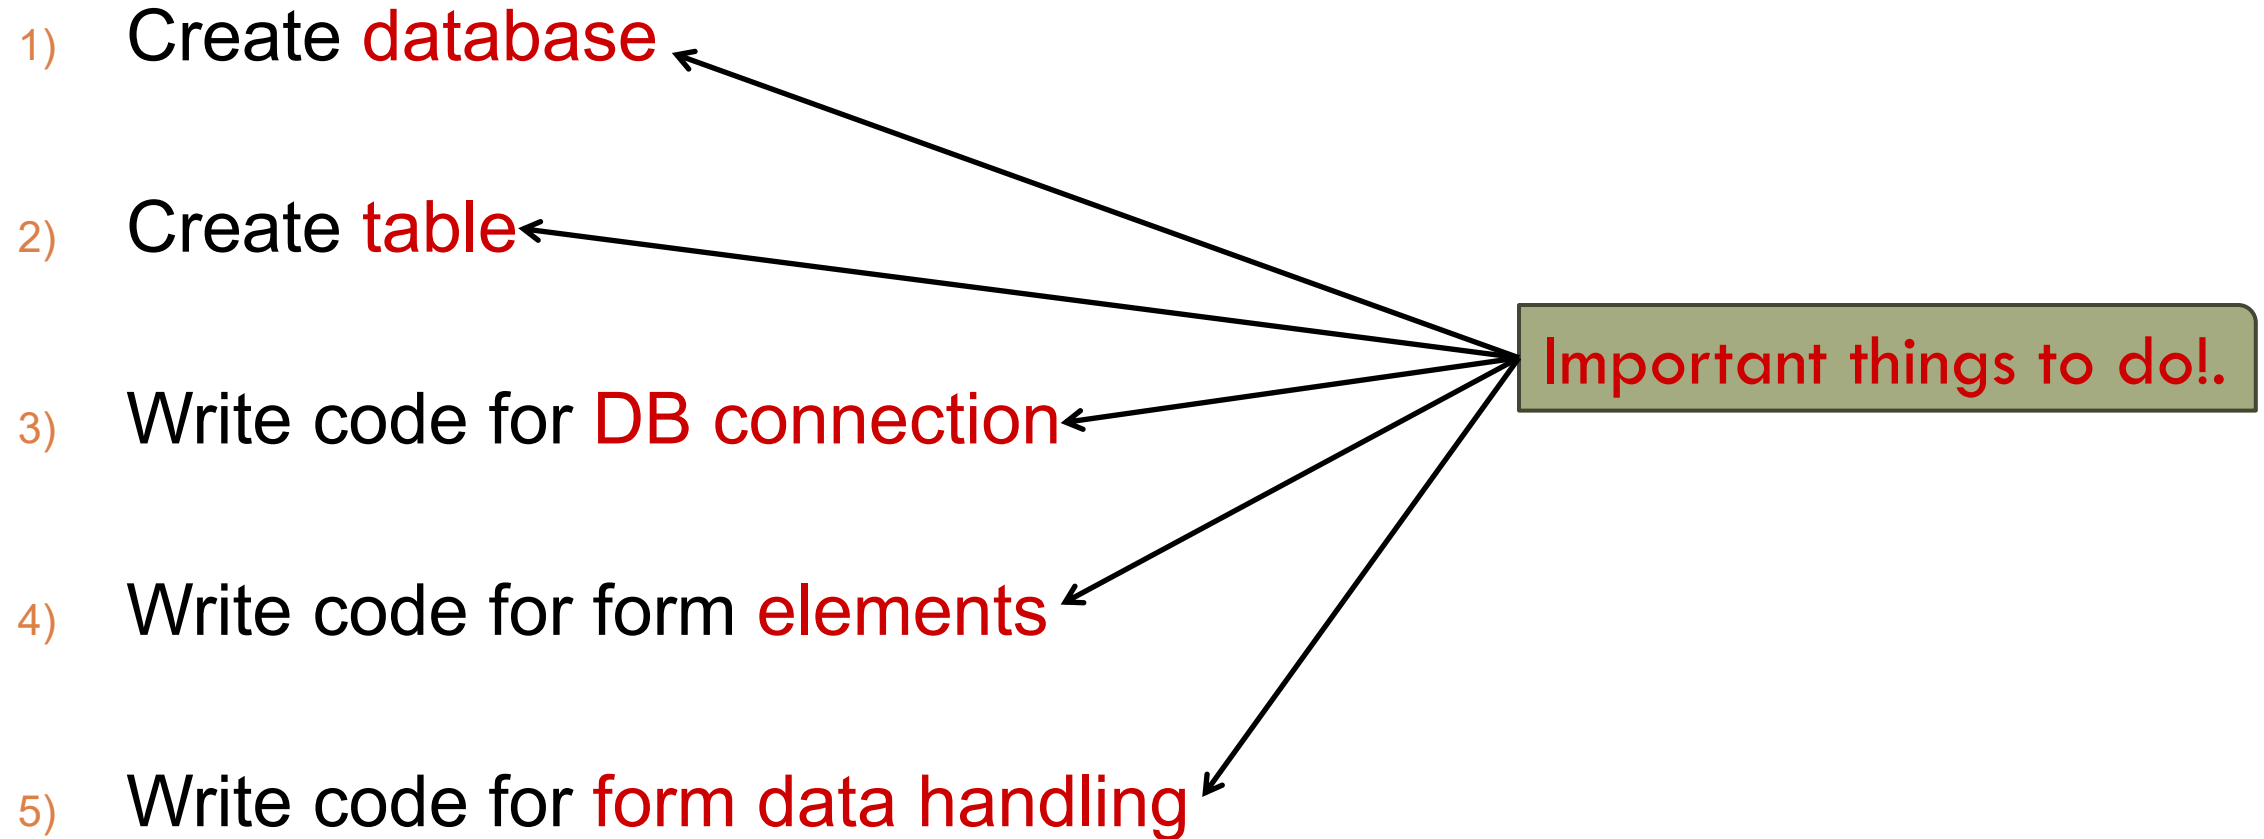 1) Create database
2) Create table
Important things to do!.
3) Write code for DB connection
4) Write code for form elements
5) Write code for form data handling